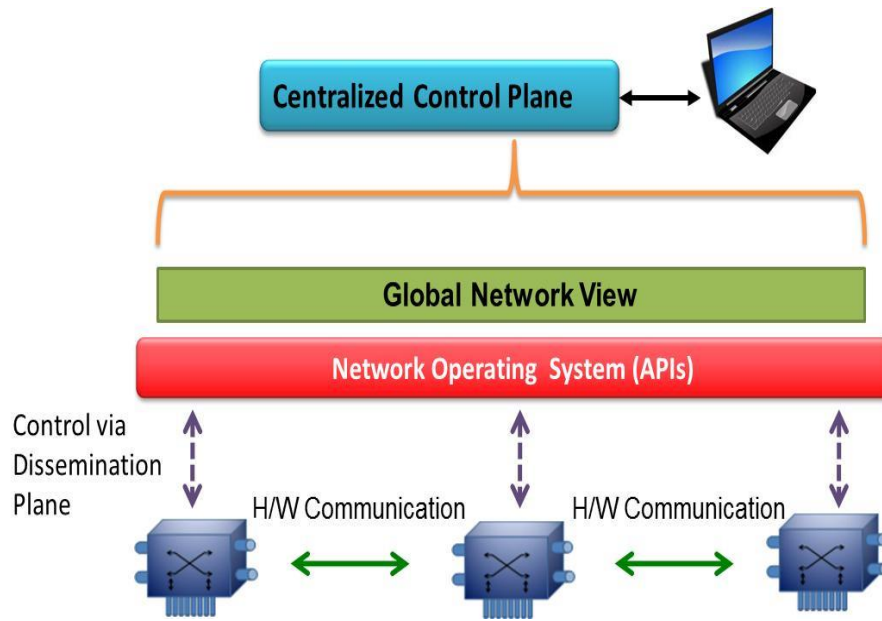 Centralized Control Plane
Global Network View
Network Operating System (APIs)
Control via
Dissemination
Plane
H/W Communication
H/W Communication